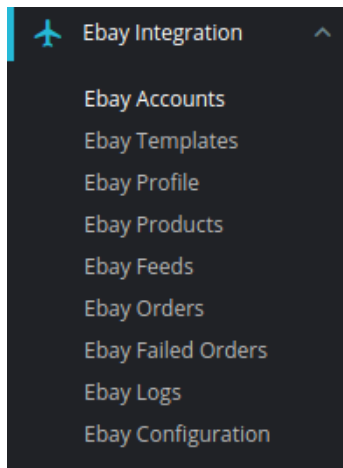 Ebay Integration
Ebay Accounts
Ebay Templates
Ebay Profile
Ebay Products
Ebay Feeds
Ebay Orders
Ebay Failed Orders
Ebay Logs
Ebay Configuration